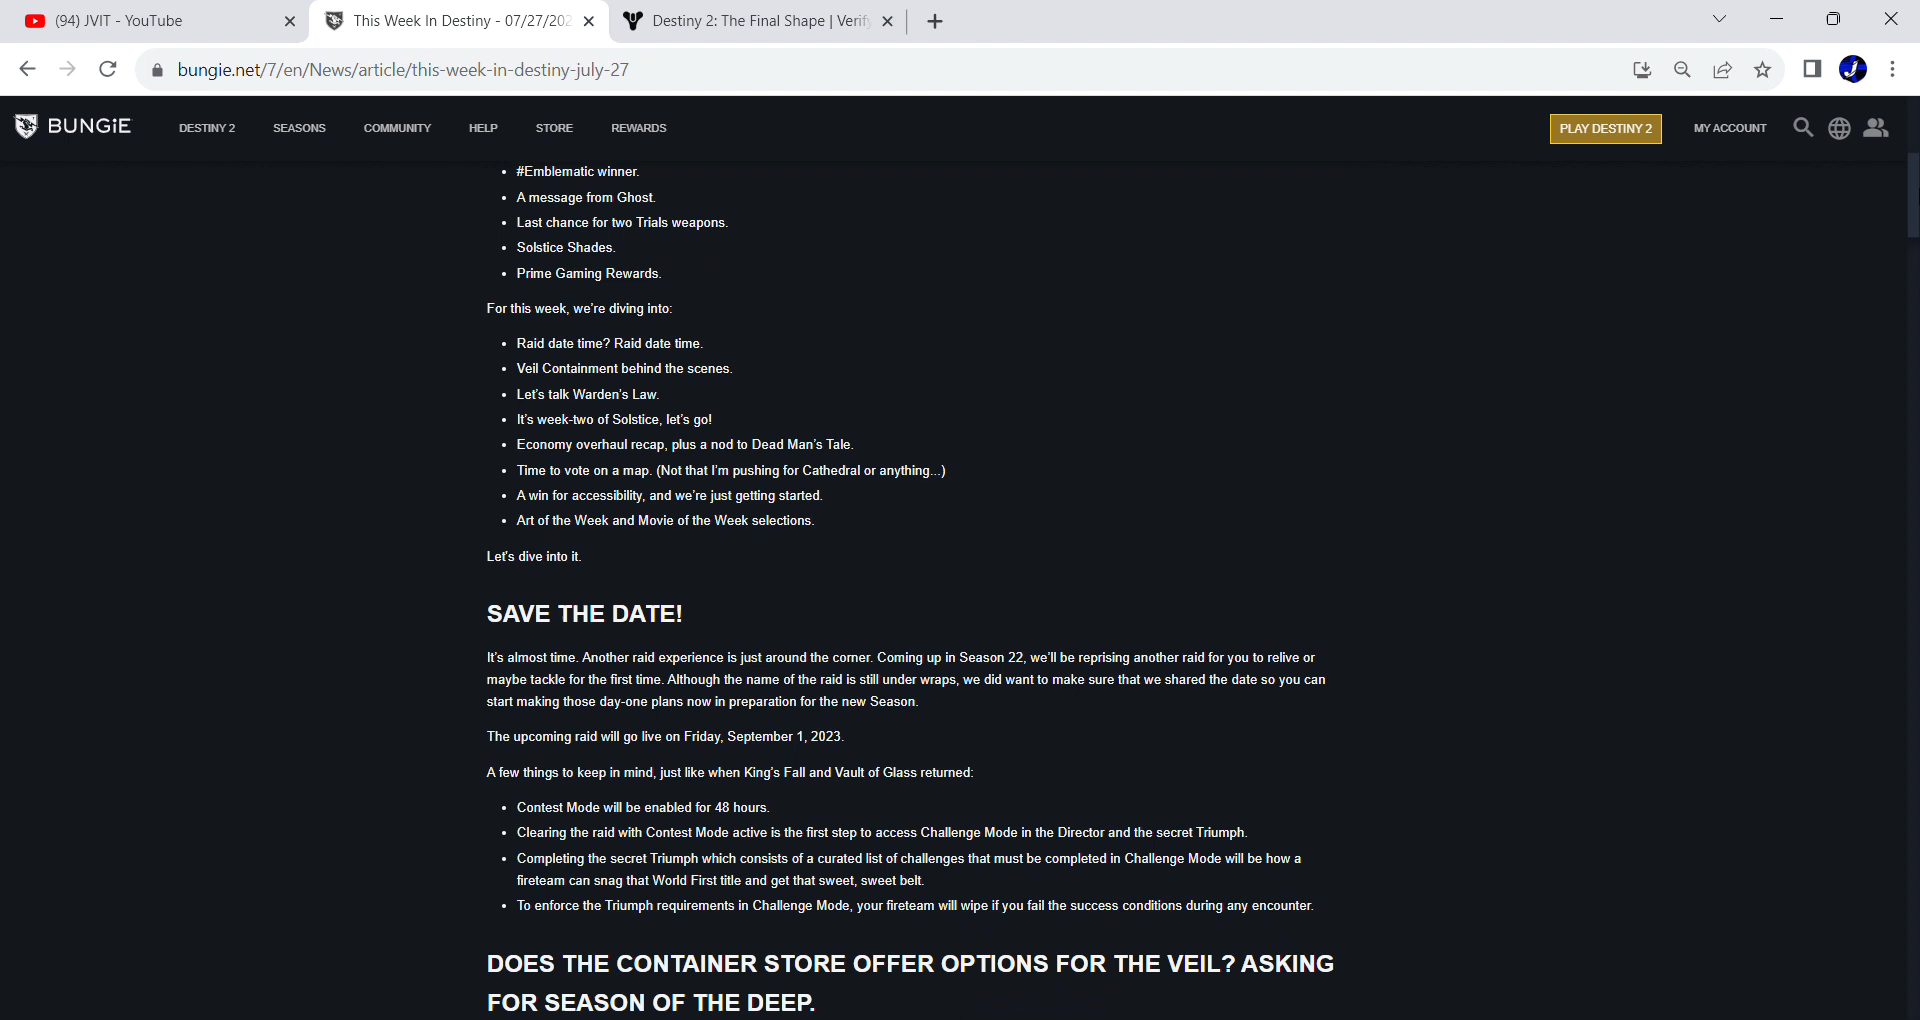 (94) JVIT - YouTube
This Week In Destiny - 07/27/202
Destiny 2: The Final Shape | Verify
bungie.net/7/en/News/article/this-week-in-destiny-july-27
BUNGiE
DESTINY 2
SEASONS
COMMUNITY
HELP
STORE
REWARDS
PLAY DESTINY 2
MY ACCOUNT
• #Emblematic winner.
• A message from Ghost.
• Last chance for two Trials weapons.
• Solstice Shades.
• Prime Gaming Rewards.
For this week, we’re diving into:
• Raid date time? Raid date time.
• Veil Containment behind the scenes.
• Let’s talk Warden’s Law.
• It’s week-two of Solstice, let’s go!
• Economy overhaul recap, plus a nod to Dead Man’s Tale.
• Time to vote on a map. (Not that I’m pushing for Cathedral or anything...)
• A win for accessibility, and we’re just getting started.
• Art of the Week and Movie of the Week selections.
Let’s dive into it.
SAVE THE DATE!
It’s almost time. Another raid experience is just around the corner. Coming up in Season 22, we’ll be reprising another raid for you to relive or
maybe tackle for the first time. Although the name of the raid is still under wraps, we did want to make sure that we shared the date so you can
start making those day-one plans now in preparation for the new Season.
The upcoming raid will go live on Friday, September 1, 2023.
A few things to keep in mind, just like when King’s Fall and Vault of Glass returned:
• Contest Mode will be enabled for 48 hours.
• Clearing the raid with Contest Mode active is the first step to access Challenge Mode in the Director and the secret Triumph.
• Completing the secret Triumph which consists of a curated list of challenges that must be completed in Challenge Mode will be how a
fireteam can snag that World First title and get that sweet, sweet belt.
• To enforce the Triumph requirements in Challenge Mode, your fireteam will wipe if you fail the success conditions during any encounter.
DOES THE CONTAINER STORE OFFER OPTIONS FOR THE VEIL? ASKING
FOR SEASON OF THE DEEP.